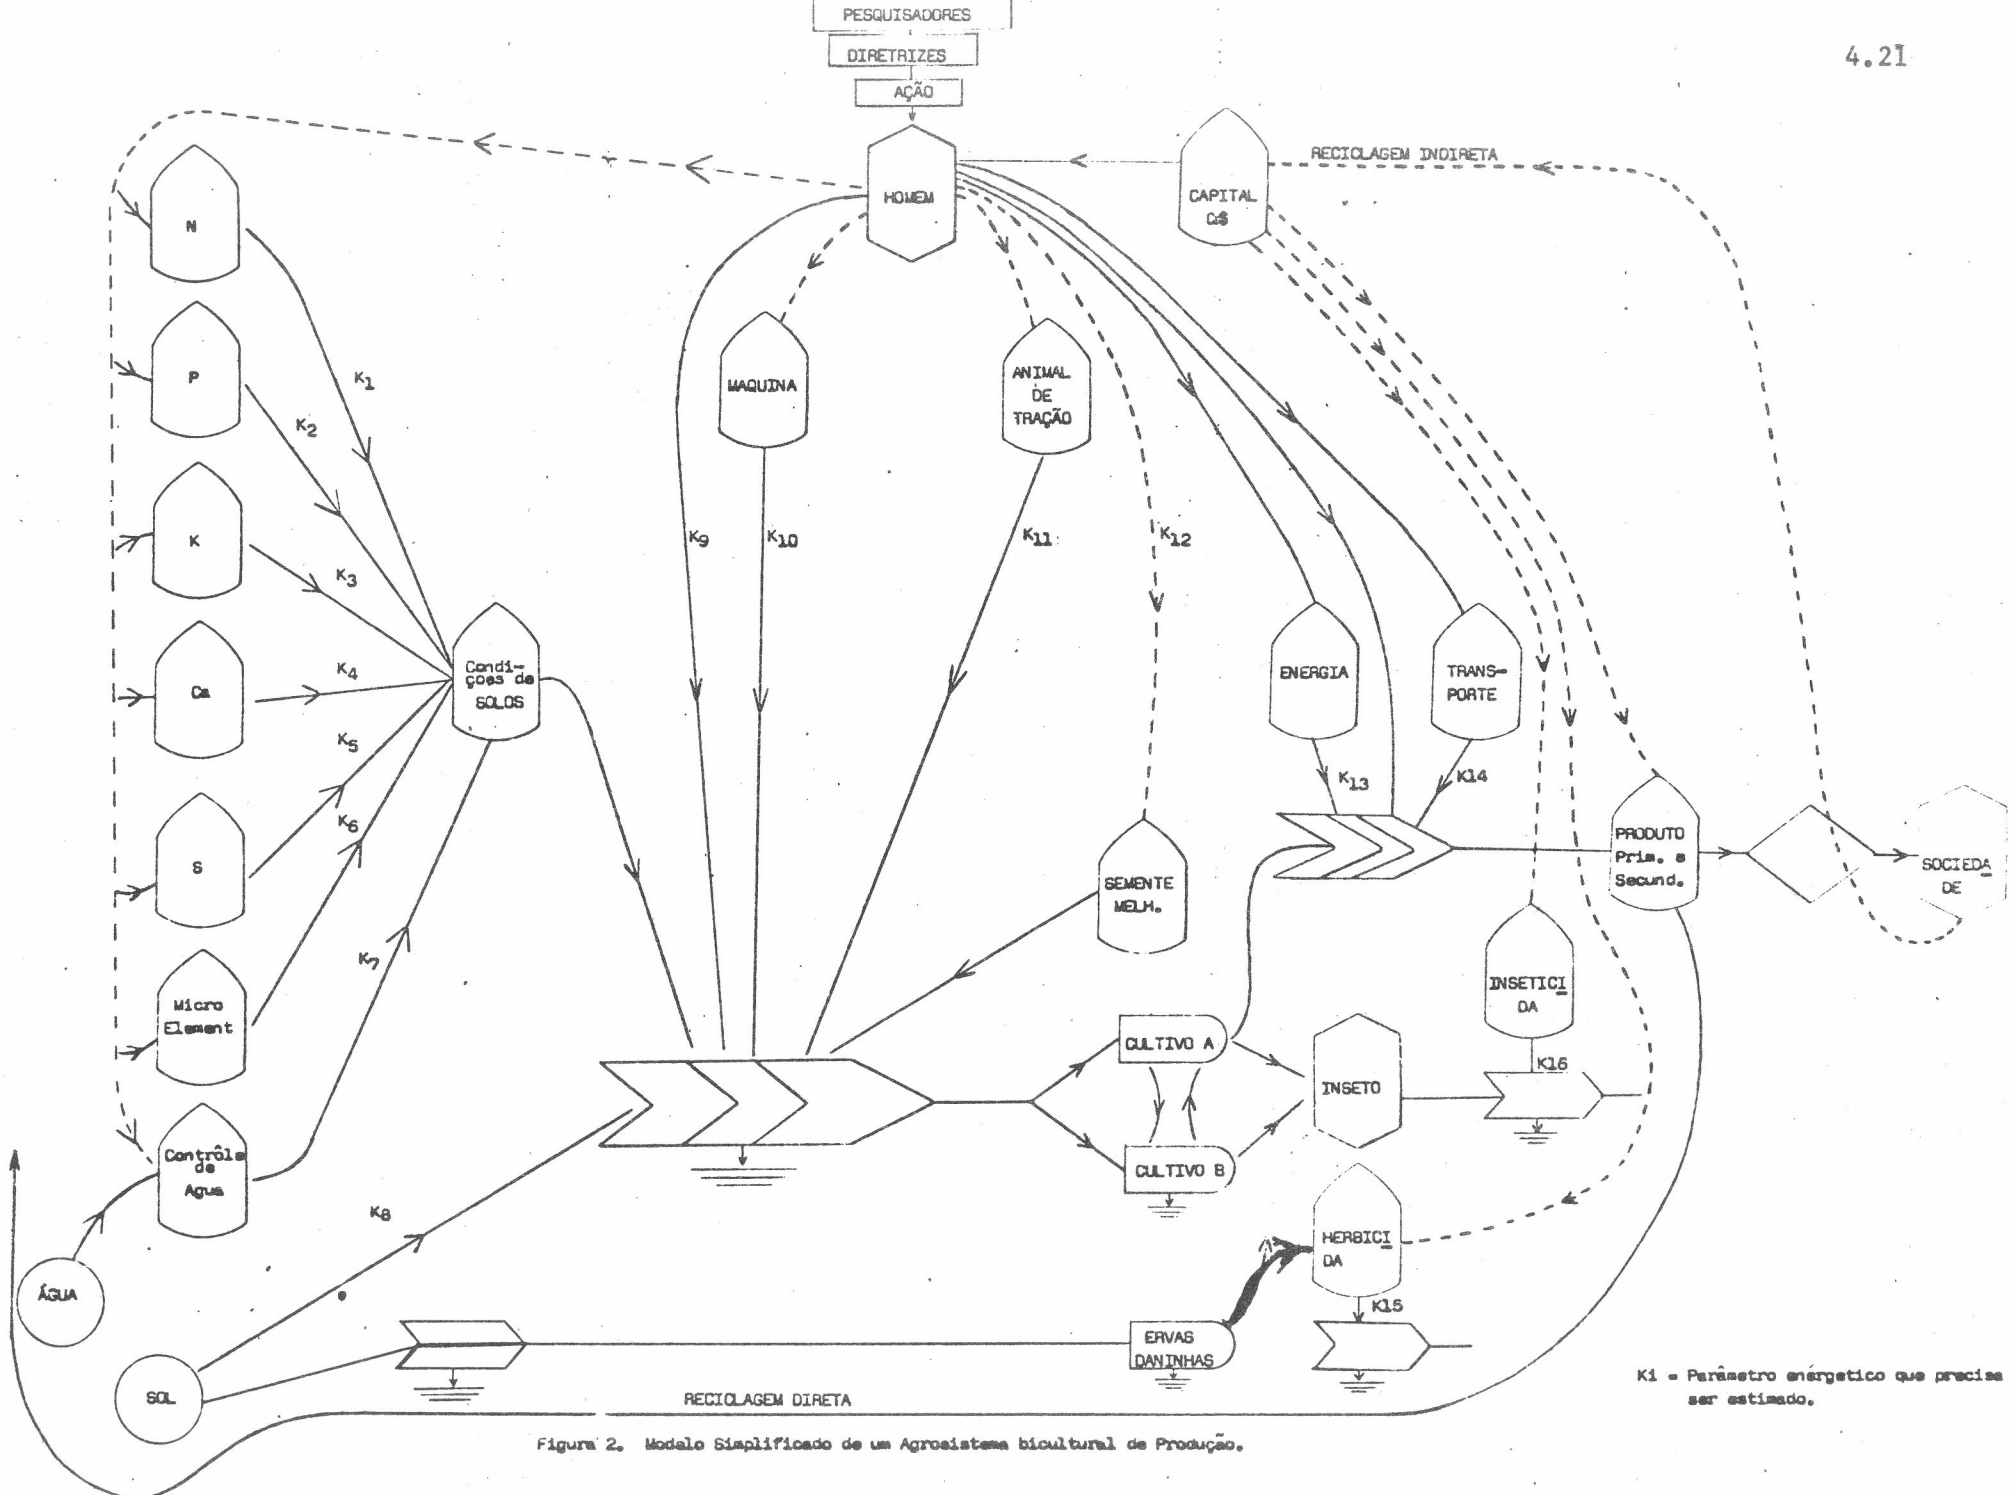 4.21
PESQUISADORES
DIRETRIZES
AÇÃO
HOMEM
CAPITAL
RECICLAGEM INDIRETA
N
P
K
Ca
S
Micro
Element
Contrôle
de
Agua
ÁGUA
SOL
K1
K2
K3
K4
K5
K6
K7
K8
Condi-
ções de
SOLOS
MAQUINA
ANIMAL
DE
TRAÇÃO
K9
K10
K11
K12
ENERGIA
TRANS-
PORTE
K13
K14
SEMENTE
MELH.
PRODUTO
Prim. e
Secund.
SOCIEDA
DE
INSETICI
DA
K16
CULTIVO A
CULTIVO B
INSETO
HERBICI
DA
K15
ERVAS
DANINHAS
RECICLAGEM DIRETA
Ki = Parâmetro energetico que precisa
ser estimado.
Figura 2. Modelo Simplificado de um Agrosistema bicultural de Produção.